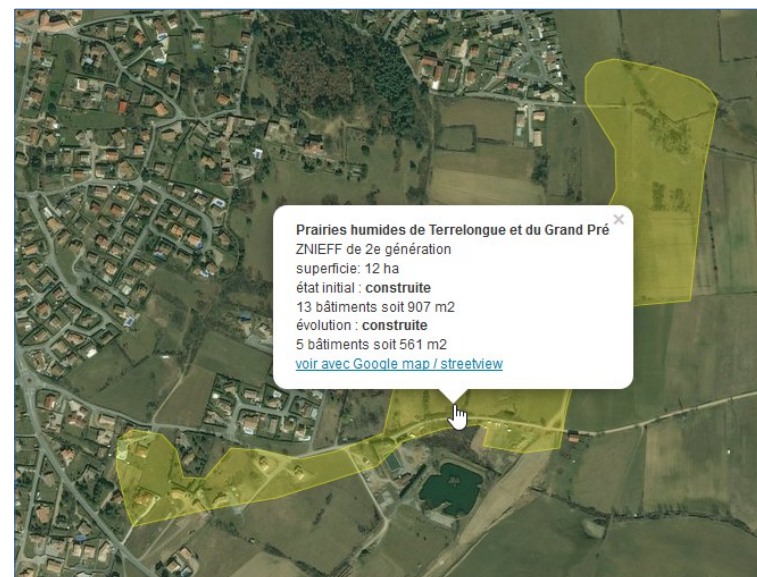 Prairies humides de Terrelongue et du Grand Pré
ZNIEFF de 2e génération
superficie: 12 ha
état initial : construite
13 bâtiments soit 907 m2
évolution : construite
5 bâtiments soit 561 m2
voir avec Google map / streetview